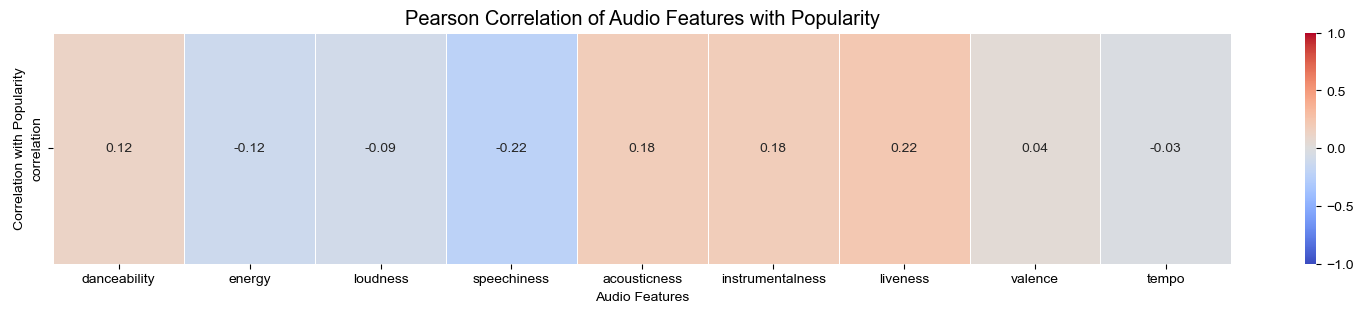 Pearson Correlation of Audio Features with Popularity
Correlation with Popularity
correlation
0.12 -0.12 -0.09 -0.22 0.18 0.18 0.22 0.04 -0.03
danceability energy loudness speechiness acousticness instrumentalness liveness valence tempo
Audio Features
1.0
0.5
0.0
−0.5
−1.0